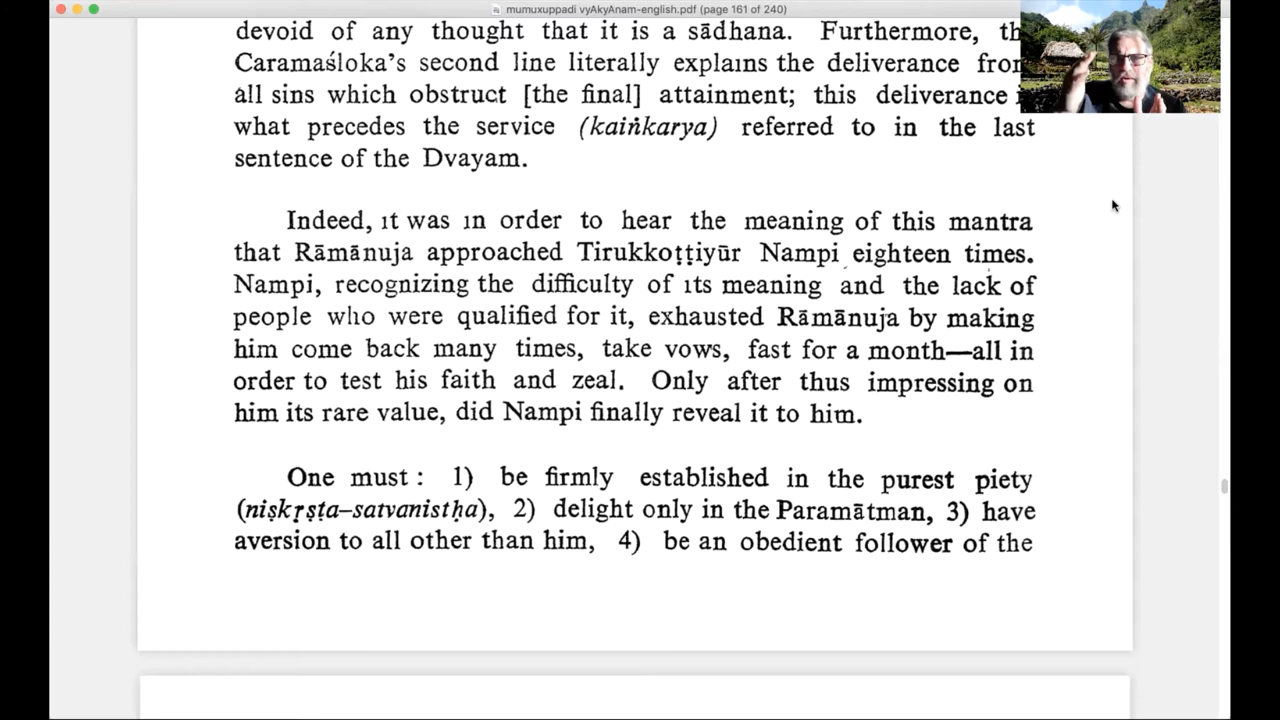 mumuxuppadi vyAkyAnam-english.pdf (page 161 of 240)
devoid of any thought that it is a sādhana. Furthermore, th
Caramaśloka's second line literally explains the deliverance from
all sins which obstruct [the final] attainment; this deliverance
what precedes the service (kaiṅkarya) referred to in the last
sentence of the Dvayam.
Indeed, it was in order to hear the meaning of this mantra
that Rāmānuja approached Tirukkoṭṭiyūr Nampi eighteen times.
Nampi, recognizing the difficulty of its meaning and the lack of
people who were qualified for it, exhausted Rāmānuja by making
him come back many times, take vows, fast for a month—all in
order to test his faith and zeal. Only after thus impressing on
him its rare value, did Nampi finally reveal it to him.
One must : 1) be firmly established in the purest piety
(niṣkṛṣṭa–satvanisṭha), 2) delight only in the Paramātman, 3) have
aversion to all other than him, 4) be an obedient follower of the